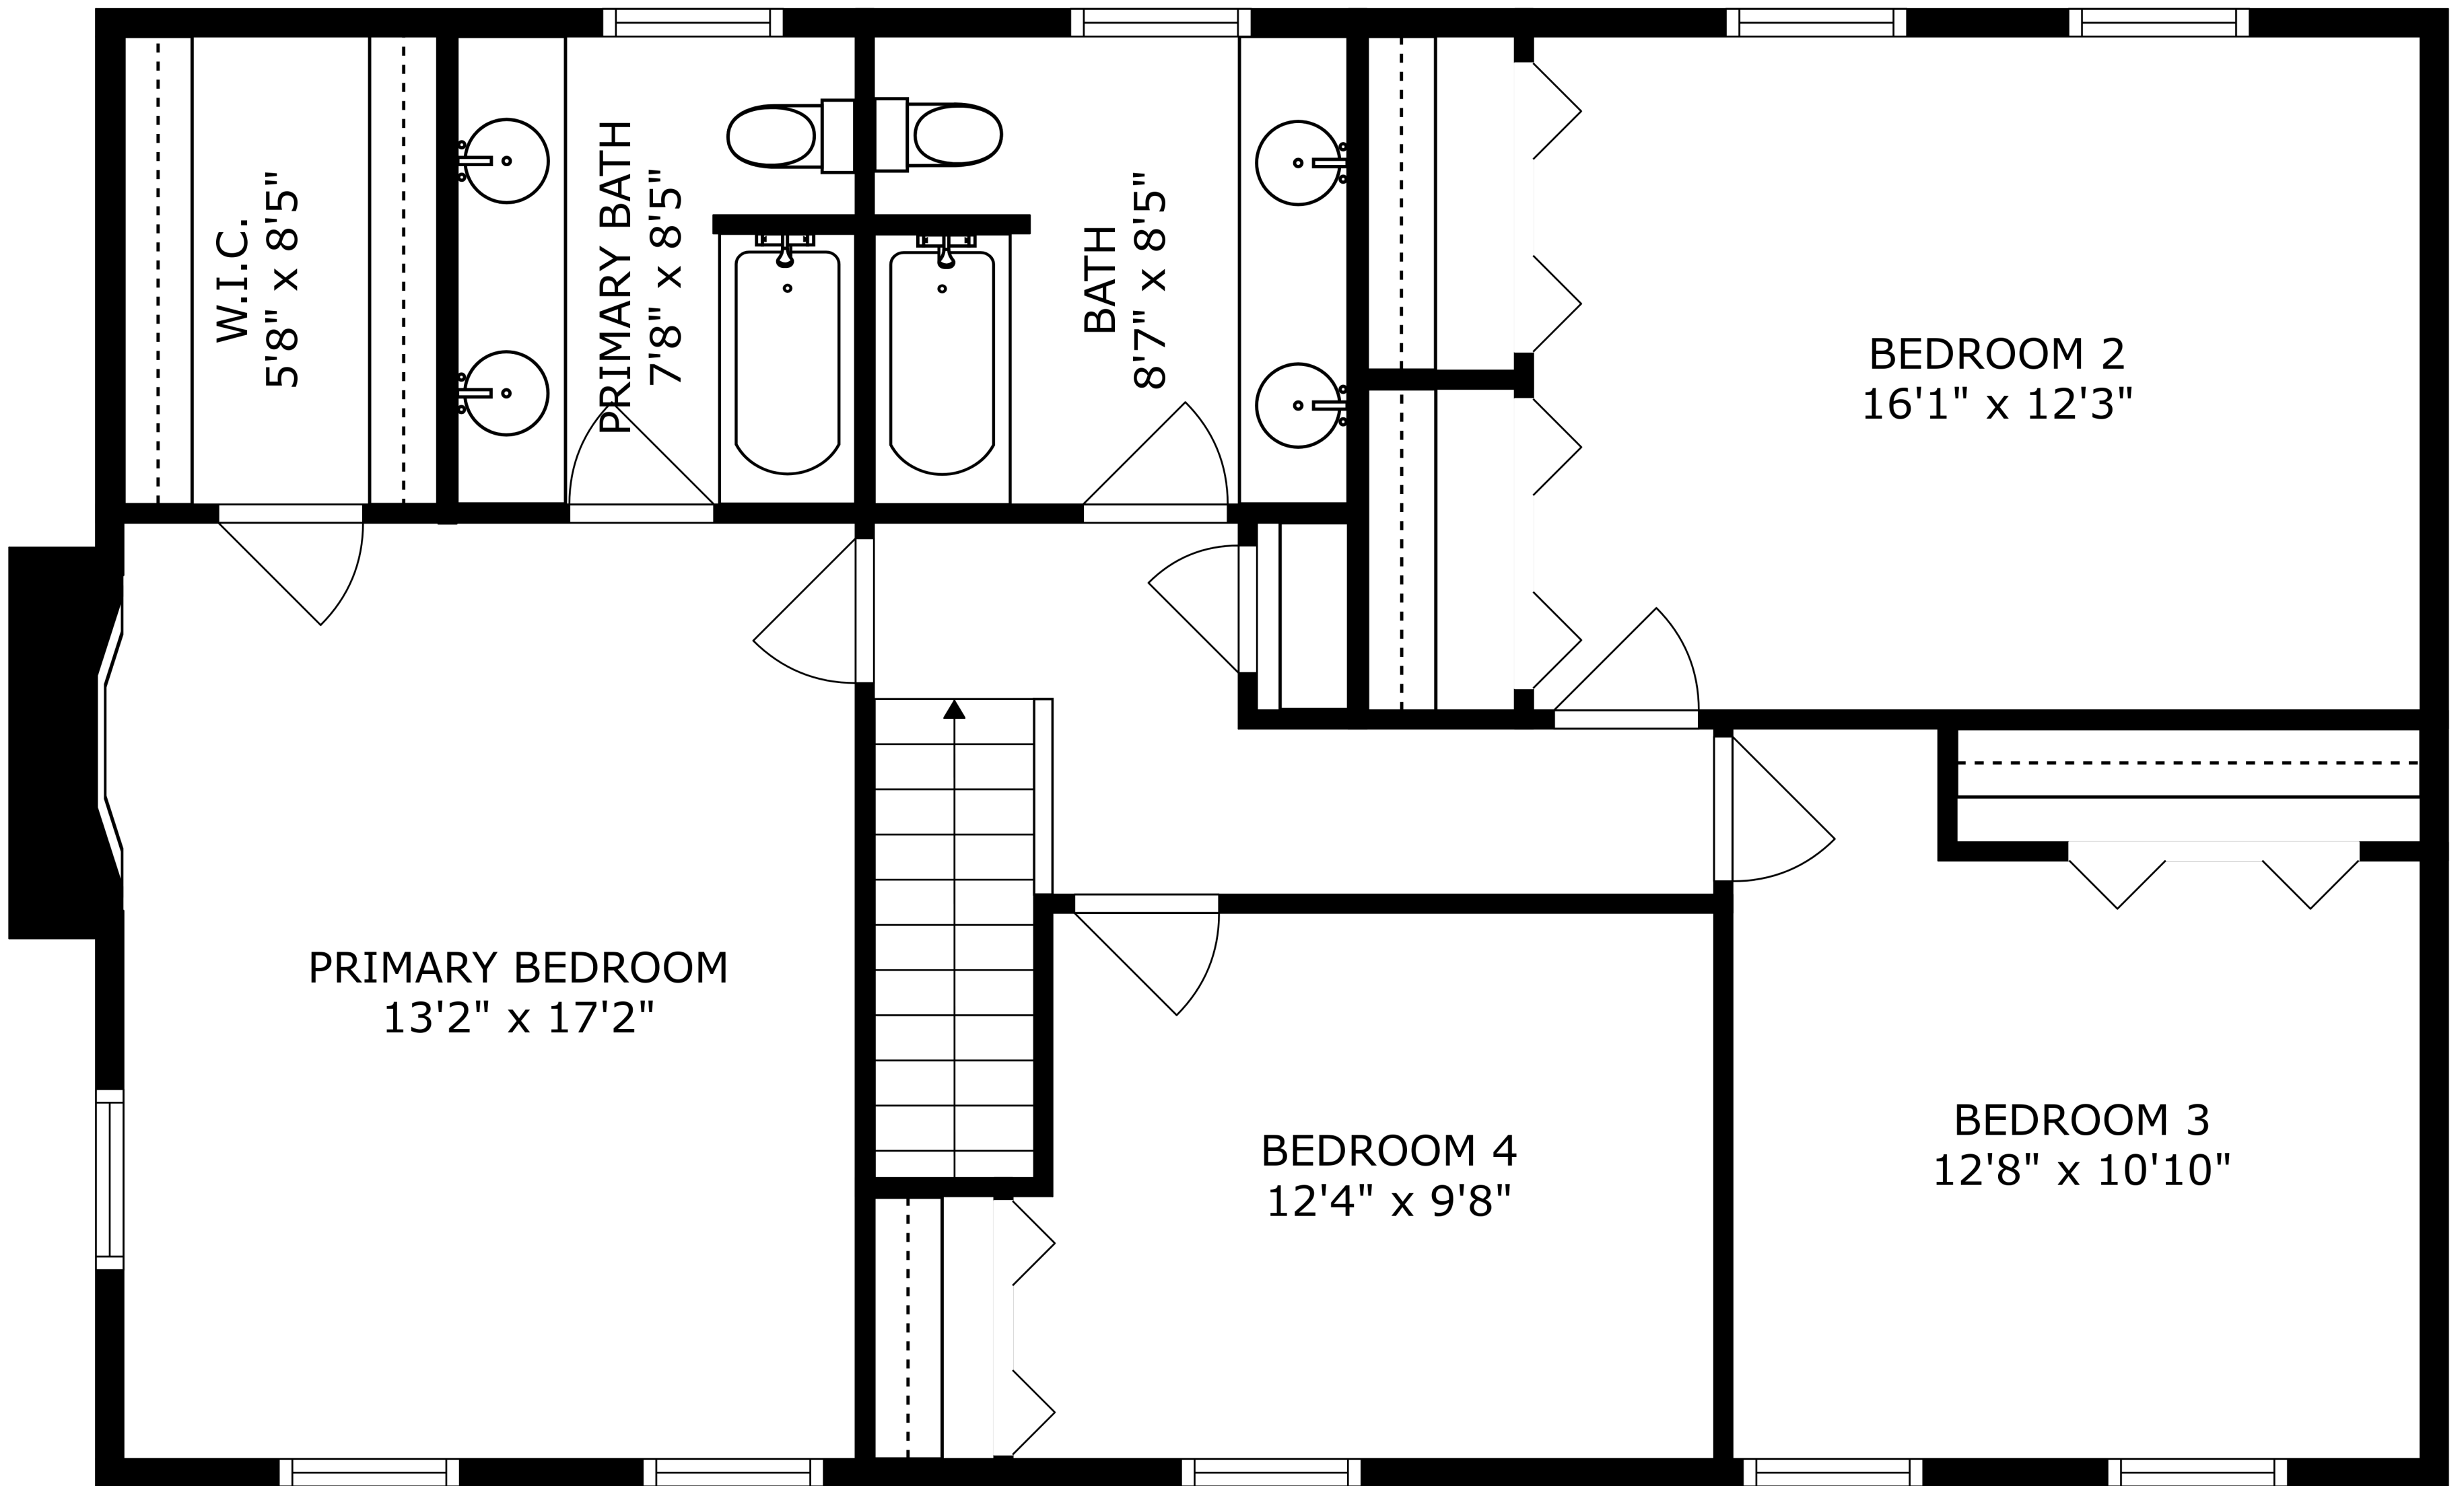 W.I.C.
5'8" x 8'5"
PRIMARY BATH
7'8" x 8'5"
BATH
8'7" x 8'5"
BEDROOM 2
16'1" x 12'3"
PRIMARY BEDROOM
13'2" x 17'2"
BEDROOM 4
12'4" x 9'8"
BEDROOM 3
12'8" x 10'10"